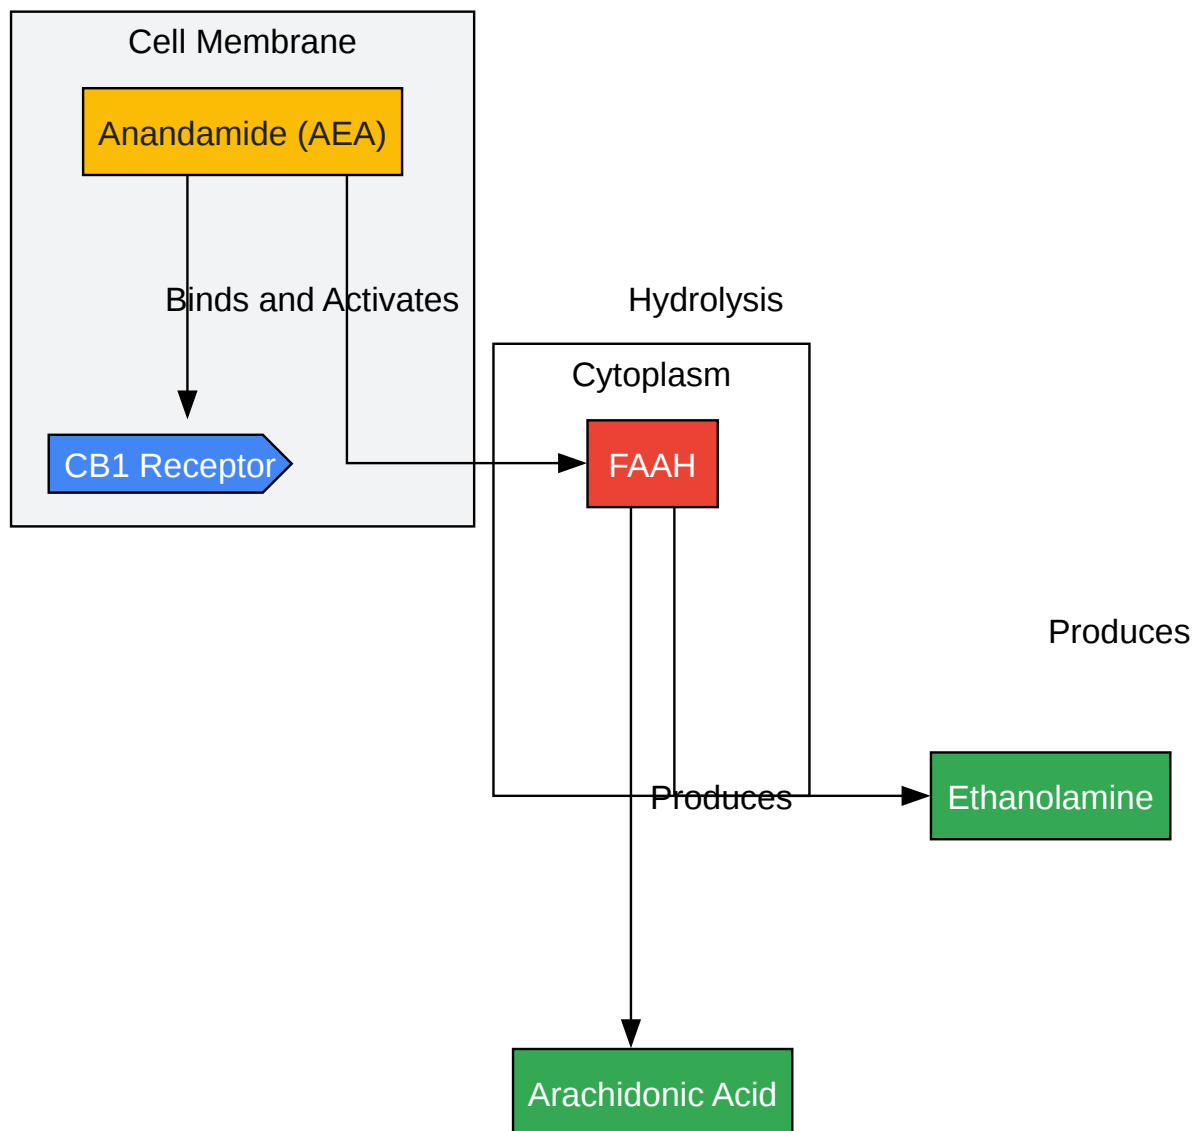 Cell Membrane
Anandamide (AEA)
Binds and Activates
Hydrolysis
Cytoplasm
CB1 Receptor
FAAH
Produces
Produces
Ethanolamine
Arachidonic Acid